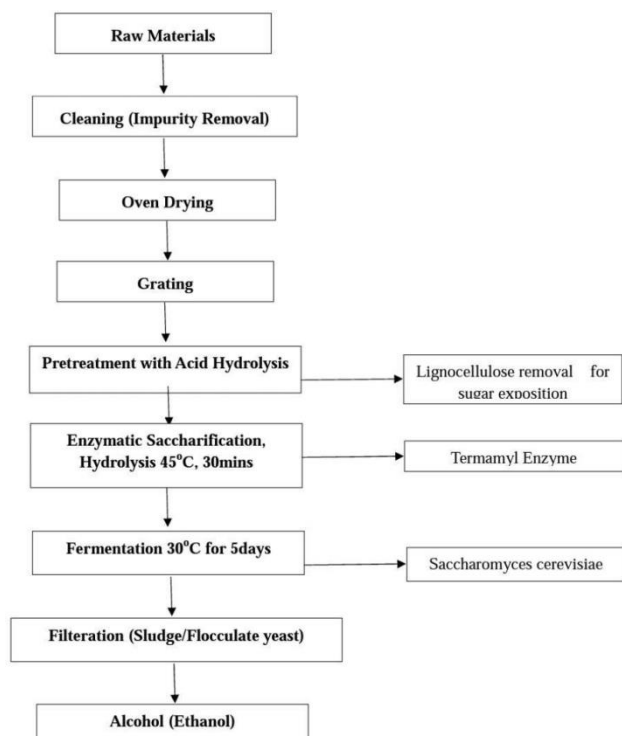 Raw Materials
Cleaning (Impurity Removal)
Oven Drying
Grating
Pretreatment with Acid Hydrolysis
Lignocellulose removal for
sugar exposition
Enzymatic Saccharification,
Hydrolysis 45°C, 30mins
Termamyl Enzyme
Fermentation 30°C for 5days
Saccharomyces cerevisiae
Filteration (Sludge/Flocculate yeast)
Alcohol (Ethanol)